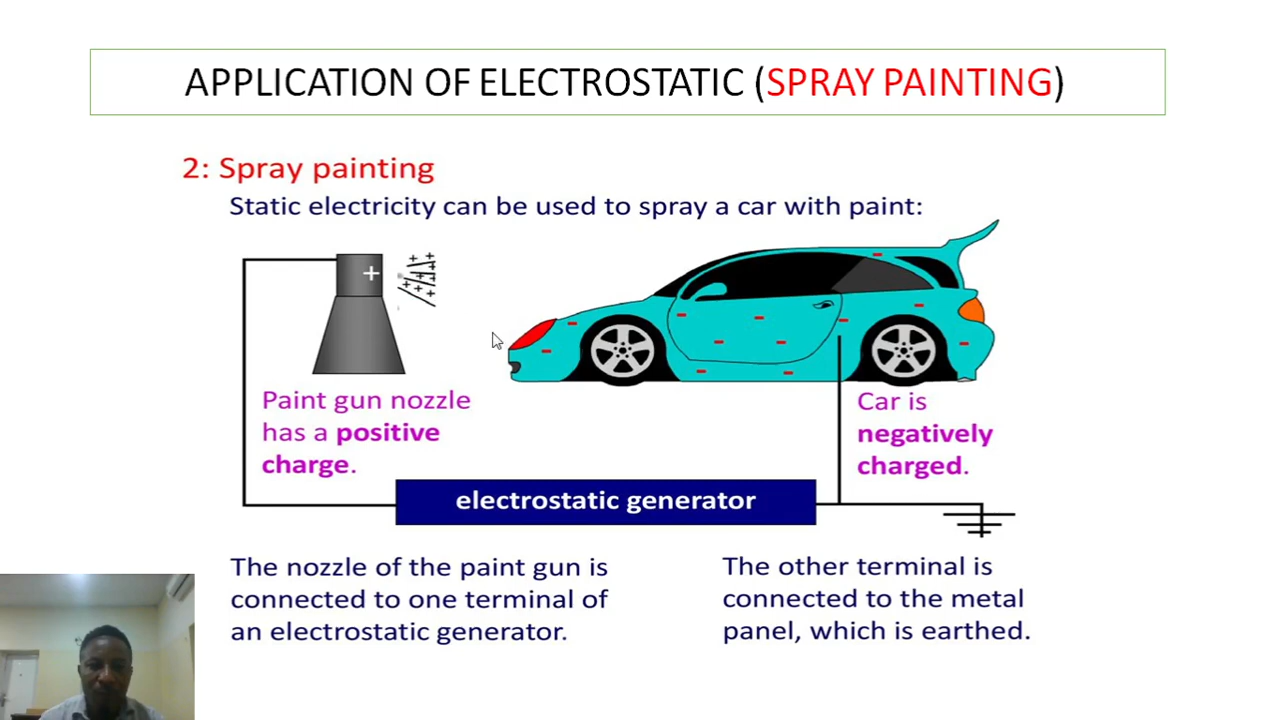 APPLICATION OF ELECTROSTATIC (SPRAY PAINTING)
2: Spray painting
Static electricity can be used to spray a car with paint:
+
Paint gun nozzle
has a positive
charge.
Car is
negatively
charged.
electrostatic generator
The nozzle of the paint gun is
connected to one terminal of
an electrostatic generator.
The other terminal is
connected to the metal
panel, which is earthed.